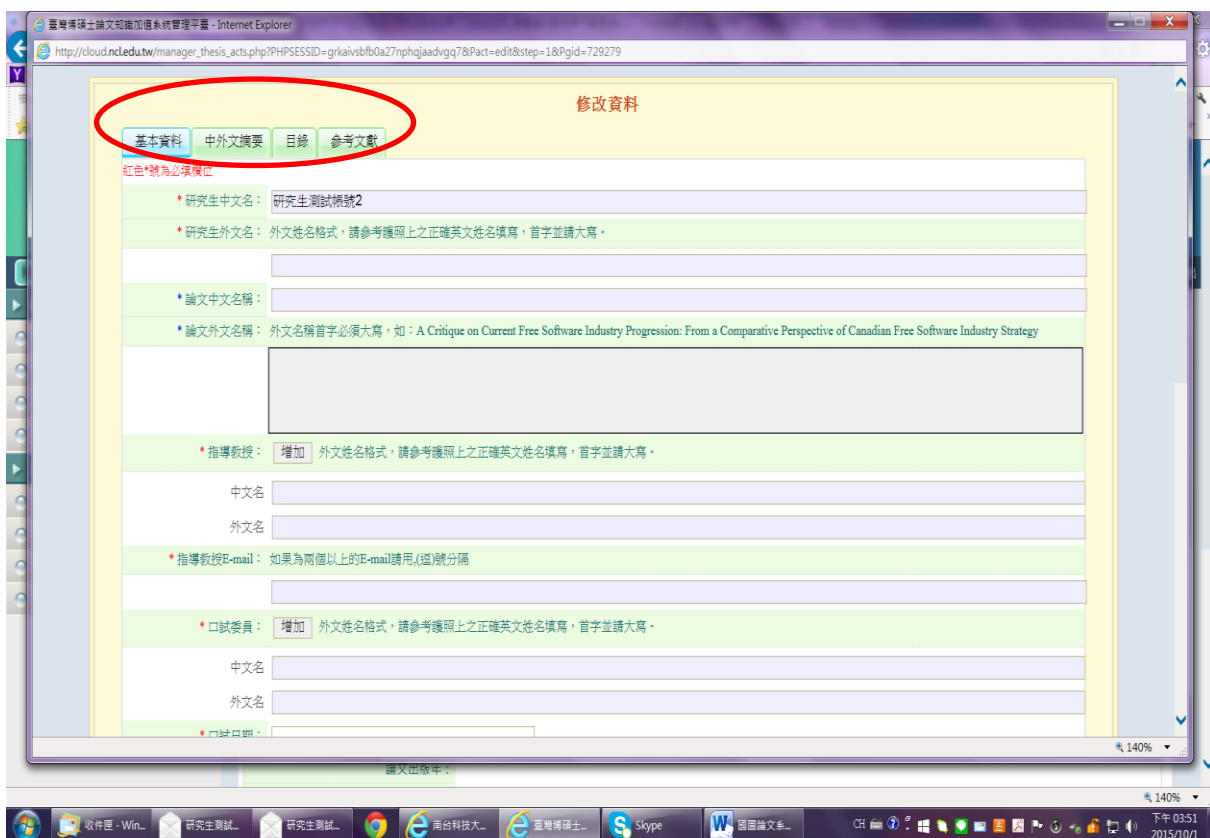 臺灣博碩士論文知識加值系統管理平臺 - Internet Explorer
http://cloud.ncl.edu.tw/manager_thesis_acts.php?PHPSESSID=grkaivsbfb0a27nphqjaadvgq7&Pact=edit&step=1&Pgid=729279
修改資料
基本資料 中外文摘要 目錄 參考文獻
紅色*號為必填欄位
*研究生中文名： 研究生測試帳號2
*研究生外文名： 外文姓名格式，請參考護照上之正確英文姓名填寫，首字並請大寫。
*論文中文名稱：
*論文外文名稱： 外文名稱首字必須大寫，如：A Critique on Current Free Software Industry Progression: From a Comparative Perspective of Canadian Free Software Industry Strategy
*指導教授： 增加 外文姓名格式，請參考護照上之正確英文姓名填寫，首字並請大寫。
中文名
外文名
*指導教授E-mail： 如果為兩個以上的E-mail請用,(逗)號分隔
*口試委員： 增加 外文姓名格式，請參考護照上之正確英文姓名填寫，首字並請大寫。
中文名
外文名
*口試日期：
140%
論文出版年：
140%
收件匣 - Win... 研究生測試... 研究生測試... 南台科技大... 臺灣博碩士... Skype 國圖論文系... CH 下午 03:51
2015/10/1